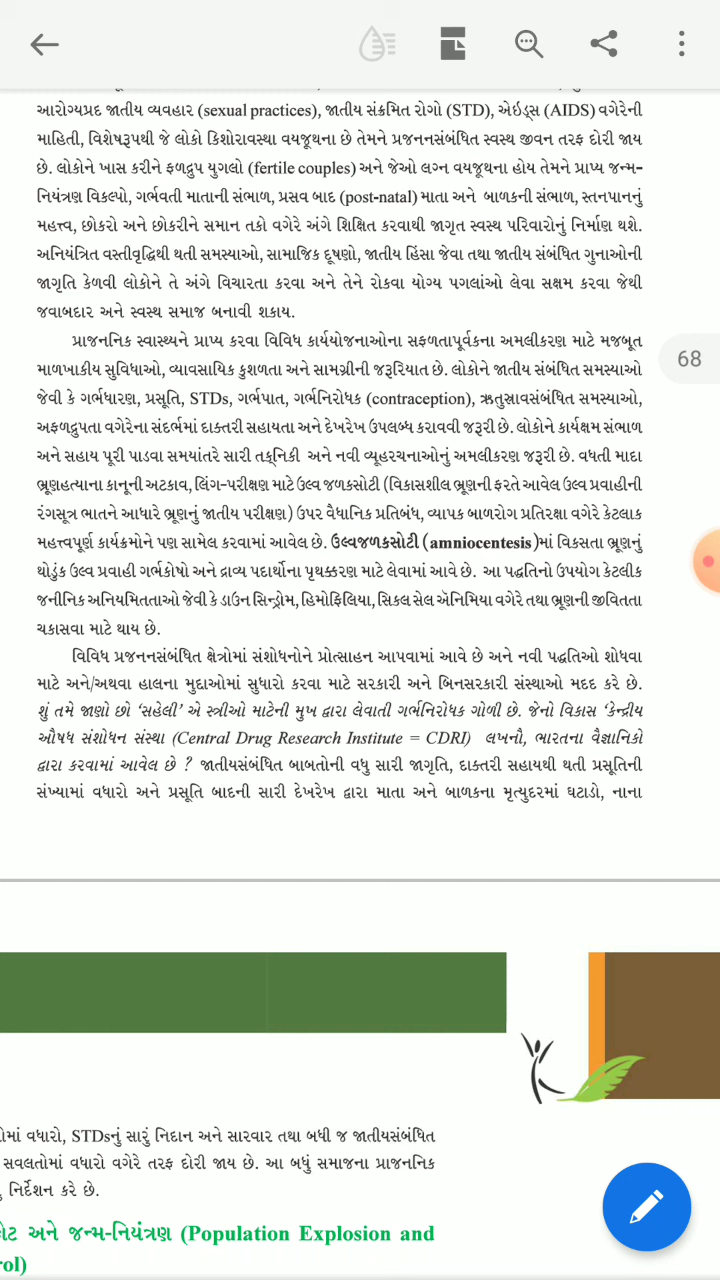 આરોગ્યપ્રદ જાતીય વ્યવહાર (sexual practices), જાતીય સંક્રમિત રોગો (STD), એઇડ્સ (AIDS) વગેરેની
માહિતી, વિશેષરૂપથી જે લોકો કિશોરાવસ્થા વયજૂથના છે તેમને પ્રજનનસંબંધિત સ્વસ્થ જીવન તરફ દોરી જાય
છે. લોકોને ખાસ કરીને ફળદ્રુપ યુગલો (fertile couples) અને જેઓ લગ્ન વયજૂથના હોય તેમને પ્રાપ્ય જન્મ-
નિયંત્રણ વિકલ્પો, ગર્ભવતી માતાની સંભાળ, પ્રસવ બાદ (post-natal) માતા અને બાળકની સંભાળ, સ્તનપાનનું
મહત્ત્વ, છોકરો અને છોકરીને સમાન તકો વગેરે અંગે શિક્ષિત કરવાથી જાગૃત સ્વસ્થ પરિવારોનું નિર્માણ થશે.
અનિયંત્રિત વસ્તીવૃદ્ધિથી થતી સમસ્યાઓ, સામાજિક દૂષણો, જાતીય હિંસા જેવા તથા જાતીય સંબંધિત ગુનાઓની
જાગૃતિ કેળવી લોકોને તે અંગે વિચારતા કરવા અને તેને રોકવા યોગ્ય પગલાંઓ લેવા સક્ષમ કરવા જેથી
જવાબદાર અને સ્વસ્થ સમાજ બનાવી શકાય.
પ્રાજનનિક સ્વાસ્થ્યને પ્રાપ્ય કરવા વિવિધ કાર્યયોજનાઓના સફળતાપૂર્વકના અમલીકરણ માટે મજબૂત
માળખાકીય સુવિધાઓ, વ્યાવસાયિક કુશળતા અને સામગ્રીની જરૂરિયાત છે. લોકોને જાતીય સંબંધિત સમસ્યાઓ
68
જેવી કે ગર્ભધારણ, પ્રસૂતિ, STDs, ગર્ભપાત, ગર્ભનિરોધક (contraception), ઋતુસ્રાવસંબંધિત સમસ્યાઓ,
અફળદ્રુપતા વગેરેના સંદર્ભમાં દાક્તરી સહાયતા અને દેખરેખ ઉપલબ્ધ કરાવવી જરૂરી છે. લોકોને કાર્યક્ષમ સંભાળ
અને સહાય પૂરી પાડવા સમયાંતરે સારી તક્નિકી અને નવી વ્યૂહરચનાઓનું અમલીકરણ જરૂરી છે. વધતી માદા
ભ્રૂણહત્યાના કાનૂની અટકાવ, લિંગ-પરીક્ષણ માટે ઉલ્વ જળકસોટી (વિકાસશીલ ભ્રૂણની ફરતે આવેલ ઉલ્વ પ્રવાહીની
રંગસૂત્ર ભાતને આધારે ભ્રૂણનું જાતીય પરીક્ષણ) ઉપર વૈધાનિક પ્રતિબંધ, વ્યાપક બાળરોગ પ્રતિરક્ષા વગેરે કેટલાક
મહત્ત્વપૂર્ણ કાર્યક્રમોને પણ સામેલ કરવામાં આવેલ છે. ઉલ્વજળકસોટી (amniocentesis)માં વિકસતા ભ્રૂણનું
થોડુંક ઉલ્વ પ્રવાહી ગર્ભકોષો અને દ્રાવ્ય પદાર્થોના પૃથક્કરણ માટે લેવામાં આવે છે. આ પદ્ધતિનો ઉપયોગ કેટલીક
જનીનિક અનિયમિતતાઓ જેવી કે ડાઉન સિન્ડ્રોમ, હિમોફિલિયા, સિકલ સેલ ઍનિમિયા વગેરે તથા ભ્રૂણની જીવિતતા
ચકાસવા માટે થાય છે.
વિવિધ પ્રજનનસંબંધિત ક્ષેત્રોમાં સંશોધનોને પ્રોત્સાહન આપવામાં આવે છે અને નવી પદ્ધતિઓ શોધવા
માટે અને/અથવા હાલના મુદ્દાઓમાં સુધારો કરવા માટે સરકારી અને બિનસરકારી સંસ્થાઓ મદદ કરે છે.
શું તમે જાણો છો ‘સહેલી’ એ સ્ત્રીઓ માટેની મુખ દ્વારા લેવાતી ગર્ભનિરોધક ગોળી છે. જેનો વિકાસ ‘કેન્દ્રીય
ઔષધ સંશોધન સંસ્થા (Central Drug Research Institute = CDRI) લખનૌ, ભારતના વૈજ્ઞાનિકો
દ્વારા કરવામાં આવેલ છે ? જાતીયસંબંધિત બાબતોની વધુ સારી જાગૃતિ, દાક્તરી સહાયથી થતી પ્રસૂતિની
સંખ્યામાં વધારો અને પ્રસૂતિ બાદની સારી દેખરેખ દ્વારા માતા અને બાળકના મૃત્યુદરમાં ઘટાડો, નાના
માં વધારો, STDsનું સારું નિદાન અને સારવાર તથા બધી જ જાતીયસંબંધિત
સવલતોમાં વધારો વગેરે તરફ દોરી જાય છે. આ બધું સમાજના પ્રાજનનિક
નિર્દેશન કરે છે.
અને જન્મ-નિયંત્રણ (Population Explosion and
rol)